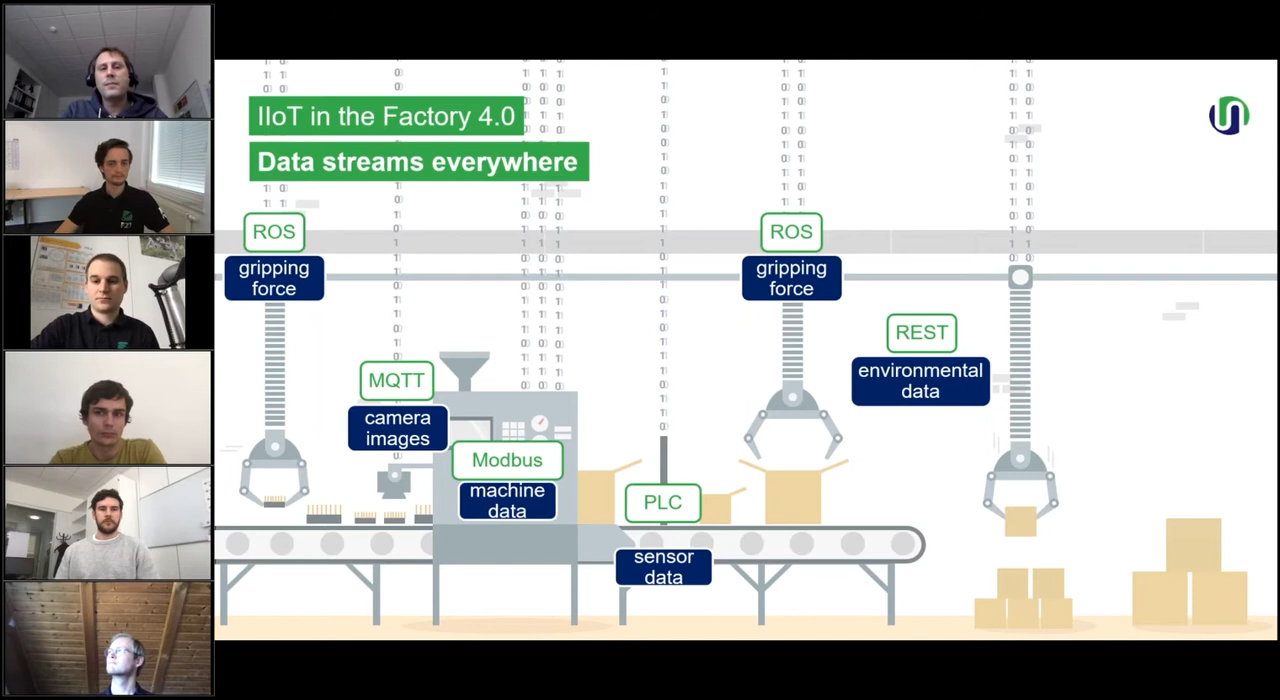 IIoT in the Factory 4.0
Data streams everywhere
ROS
gripping
force
MQTT
camera
images
Modbus
machine
data
PLC
sensor
data
ROS
gripping
force
REST
environmental
data